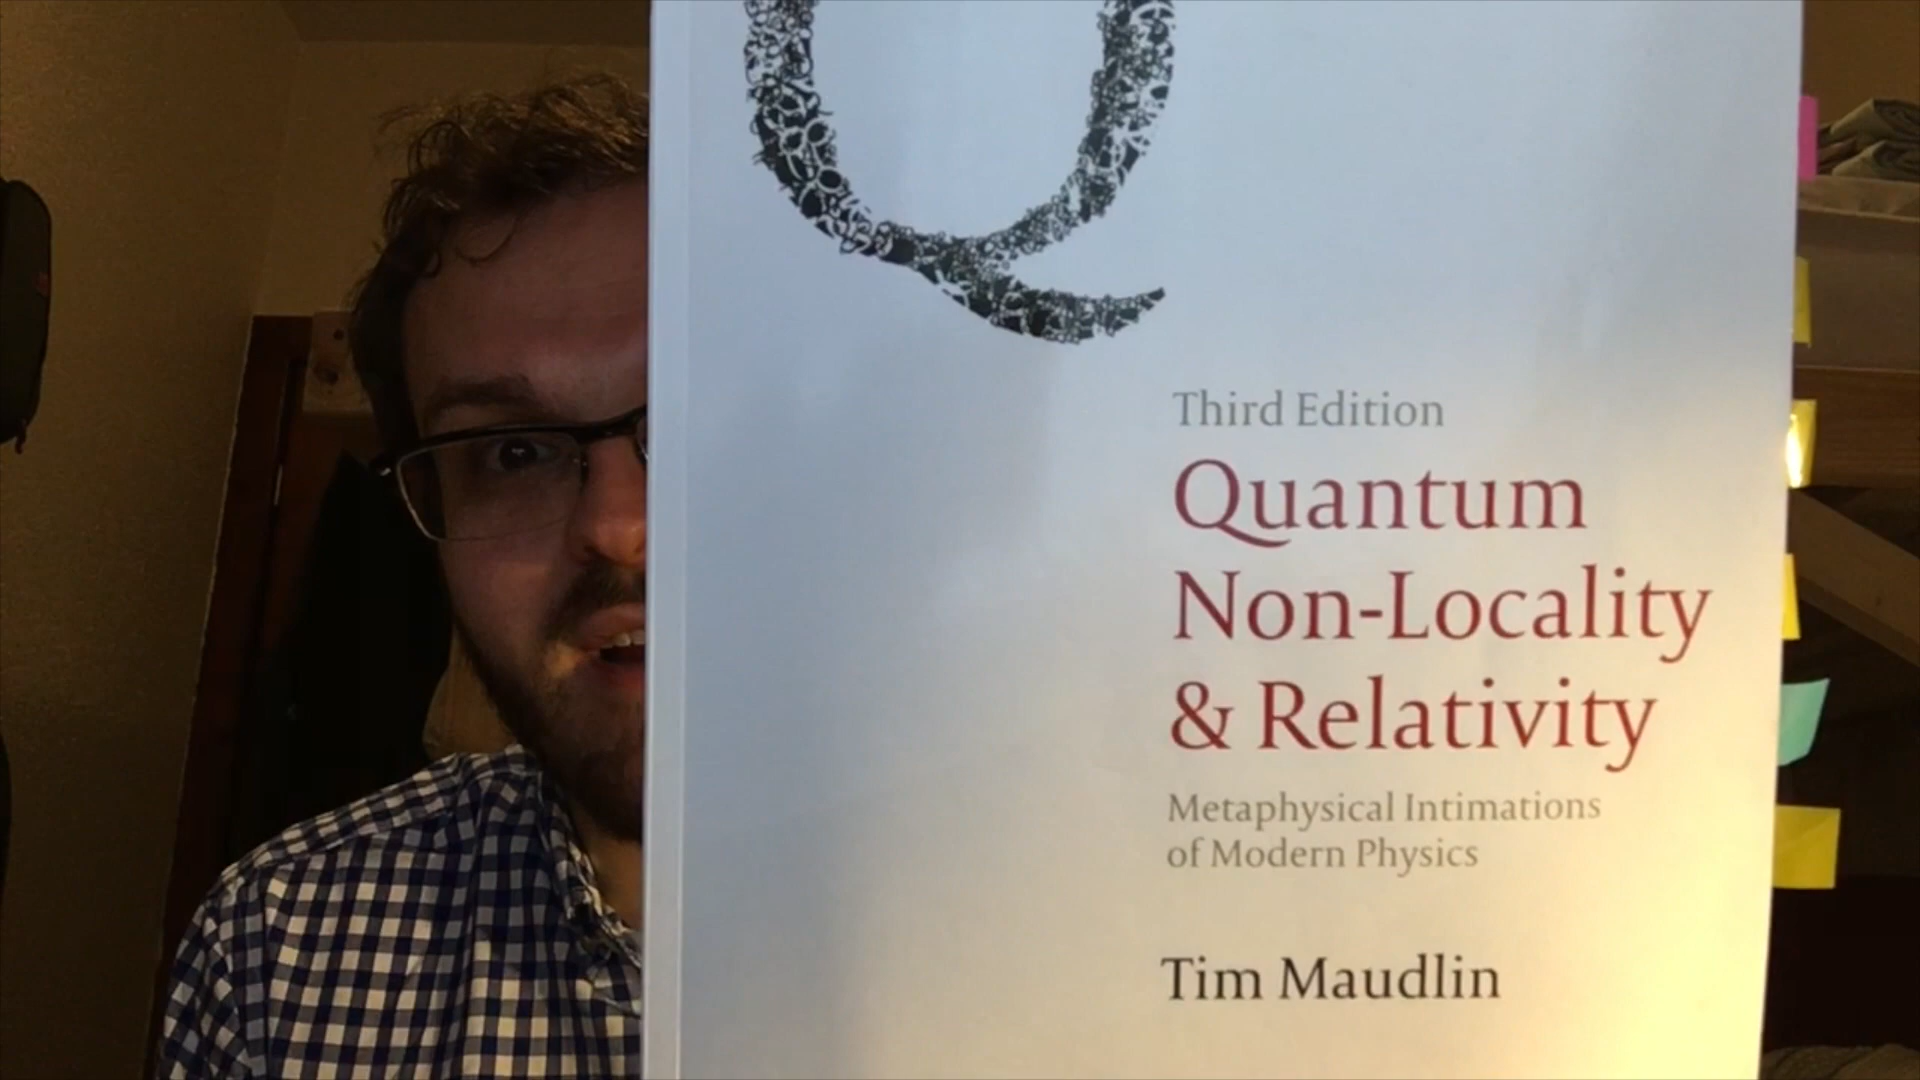 Q
Third Edition
Quantum
Non-Locality
& Relativity
Metaphysical Intimations
of Modern Physics
Tim Maudlin